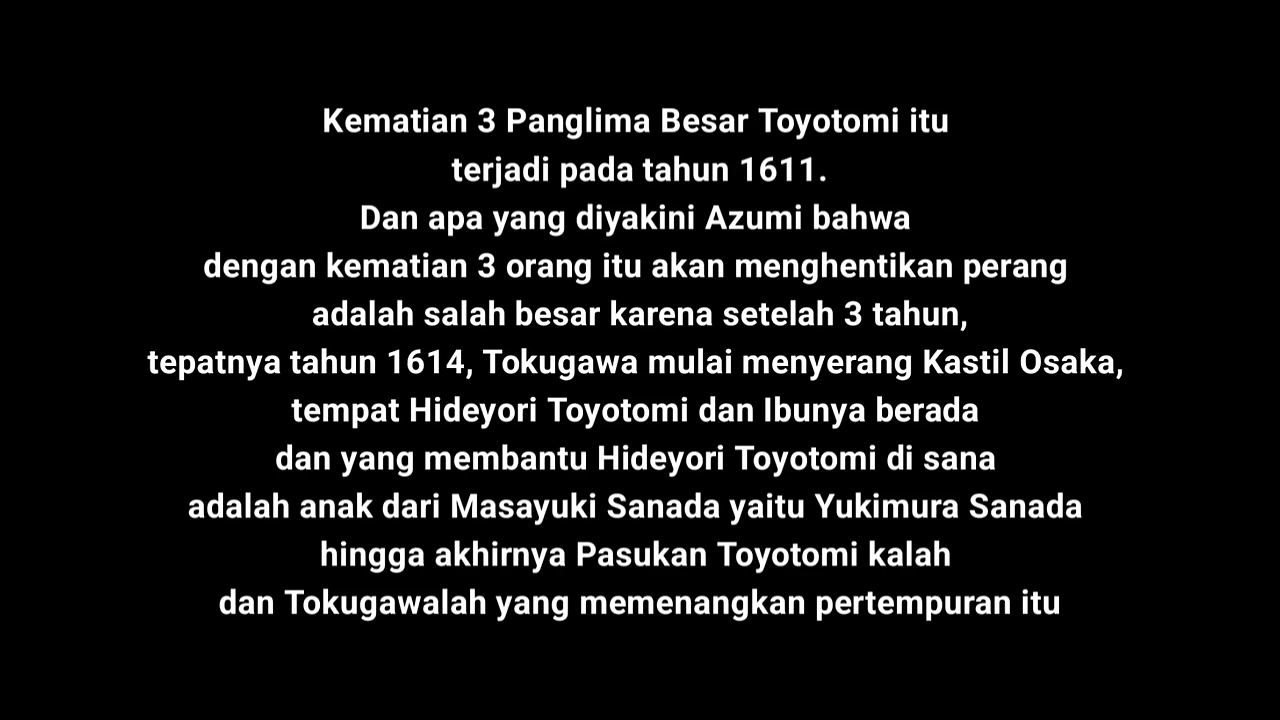 Kematian 3 Panglima Besar Toyotomi itu
terjadi pada tahun 1611.
Dan apa yang diyakini Azumi bahwa
dengan kematian 3 orang itu akan menghentikan perang
adalah salah besar karena setelah 3 tahun,
tepatnya tahun 1614, Tokugawa mulai menyerang Kastil Osaka,
tempat Hideyori Toyotomi dan Ibunya berada
dan yang membantu Hideyori Toyotomi di sana
adalah anak dari Masayuki Sanada yaitu Yukimura Sanada
hingga akhirnya Pasukan Toyotomi kalah
dan Tokugawalah yang memenangkan pertempuran itu